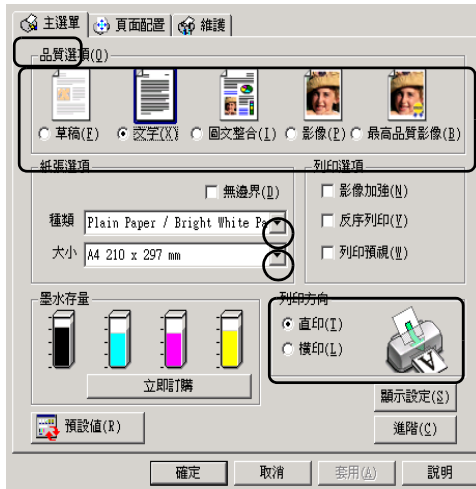 主選單 頁面配置 維護
品質選項(Q)
草稿(F) 文字(X) 圖文整合(I) 影像(P) 最高品質影像(B)
紙張選項 列印選項
無邊界(D) 影像加強(N)
種類 Plain Paper / Bright White Pa 反序列印(Y)
大小 A4 210 x 297 mm 列印預視(W)
墨水存量 列印方向
直印(T)
橫印(L)
立即訂購
顯示設定(S)
預設值(R) 進階(C)
確定 取消 套用(A) 說明